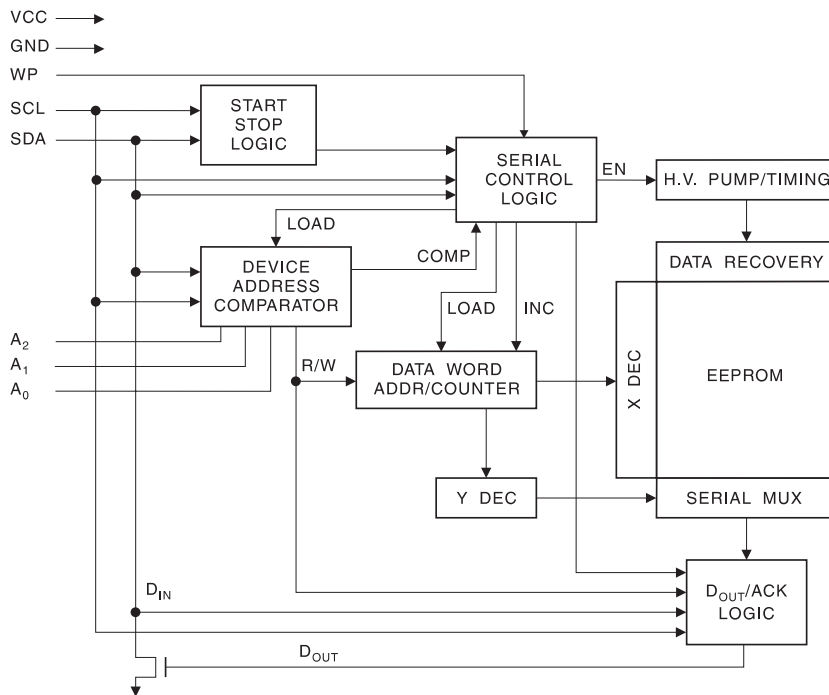 VCC
GND
WP
SCL
SDA
START
STOP
LOGIC
SERIAL
CONTROL
LOGIC
EN
H.V. PUMP/TIMING
LOAD
COMP
DEVICE
ADDRESS
COMPARATOR
DATA RECOVERY
LOAD
INC
A2
A1
A0
R/W
DATA WORD
ADDR/COUNTER
X DEC
EEPROM
Y DEC
SERIAL MUX
DIN
DOUT/ACK
LOGIC
DOUT